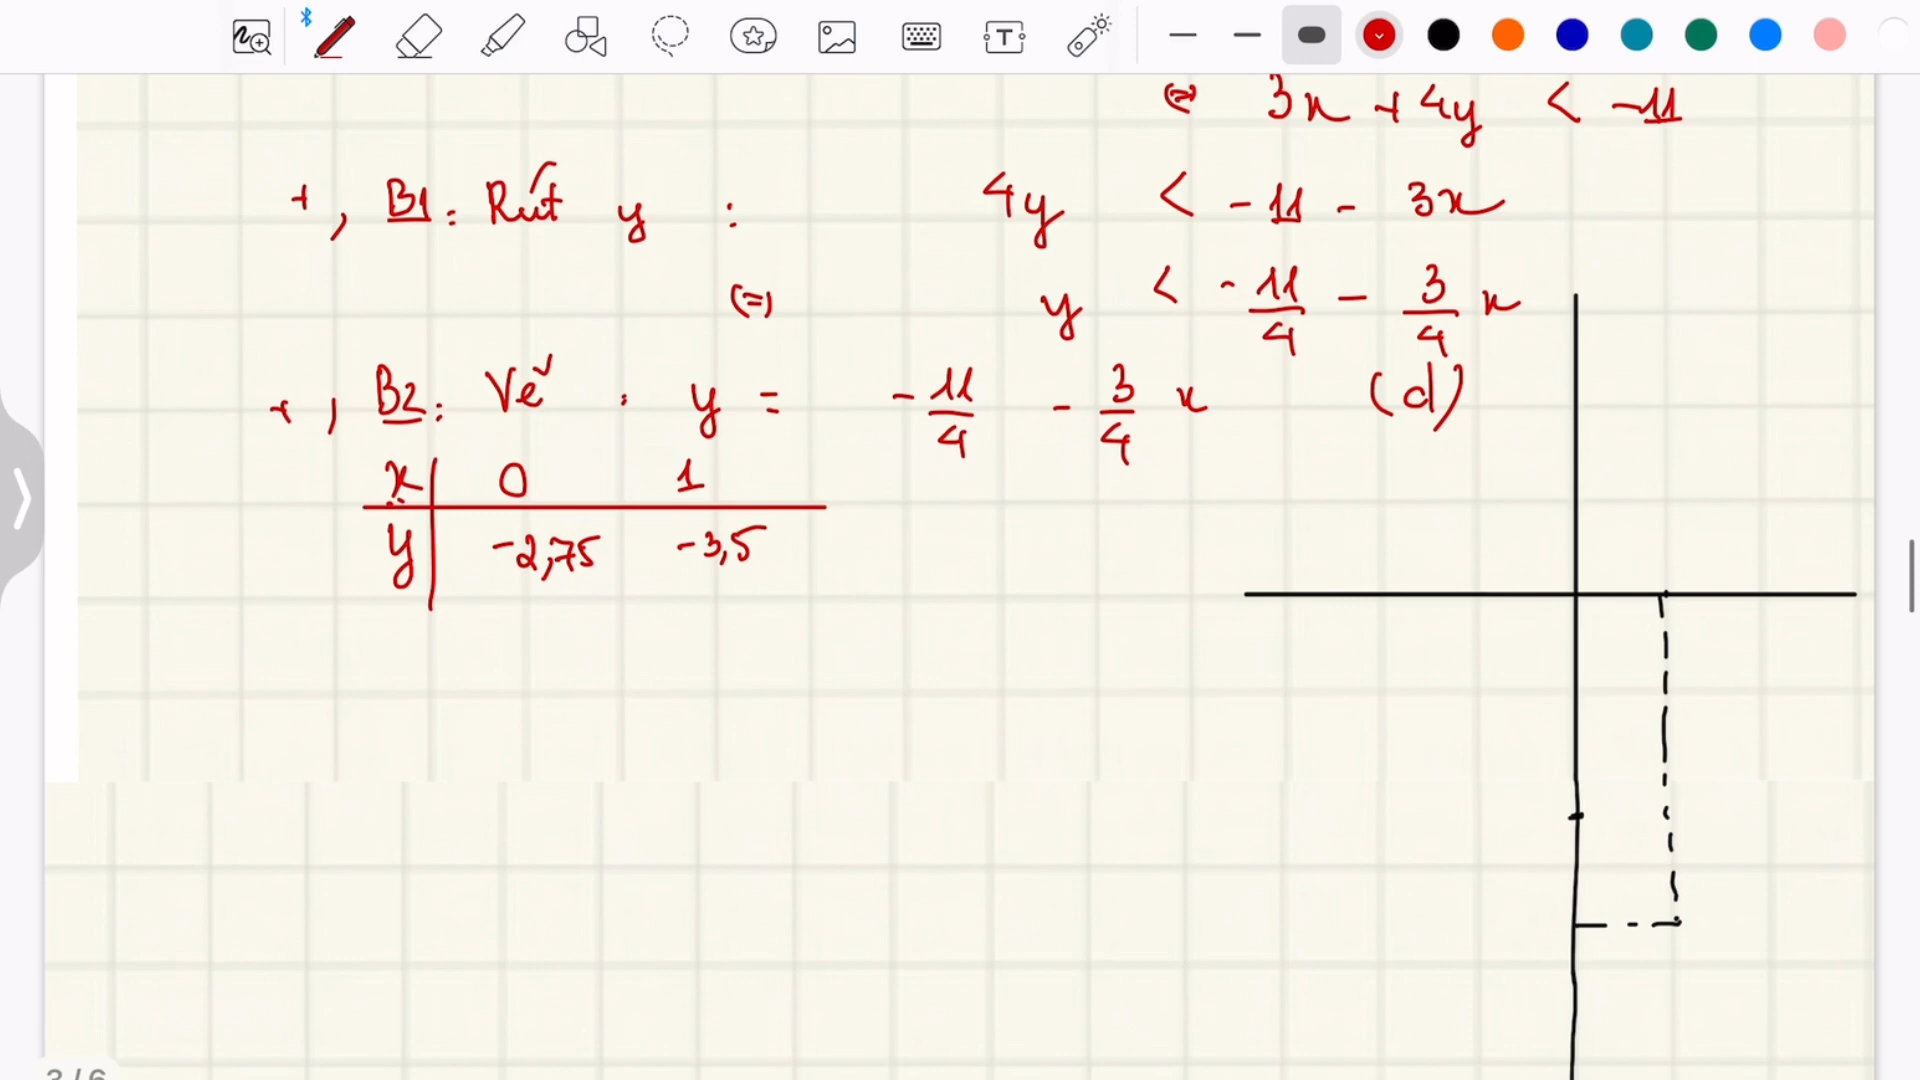 (=) 3x + 4y < -11
+, B1: Rút y : 4y < -11 - 3x
(=) y < -11/4 - 3/4 x
+, B2: Vẽ : y = -11/4 - 3/4 x (d)
x | 0 1
y | -2,75 -3,5